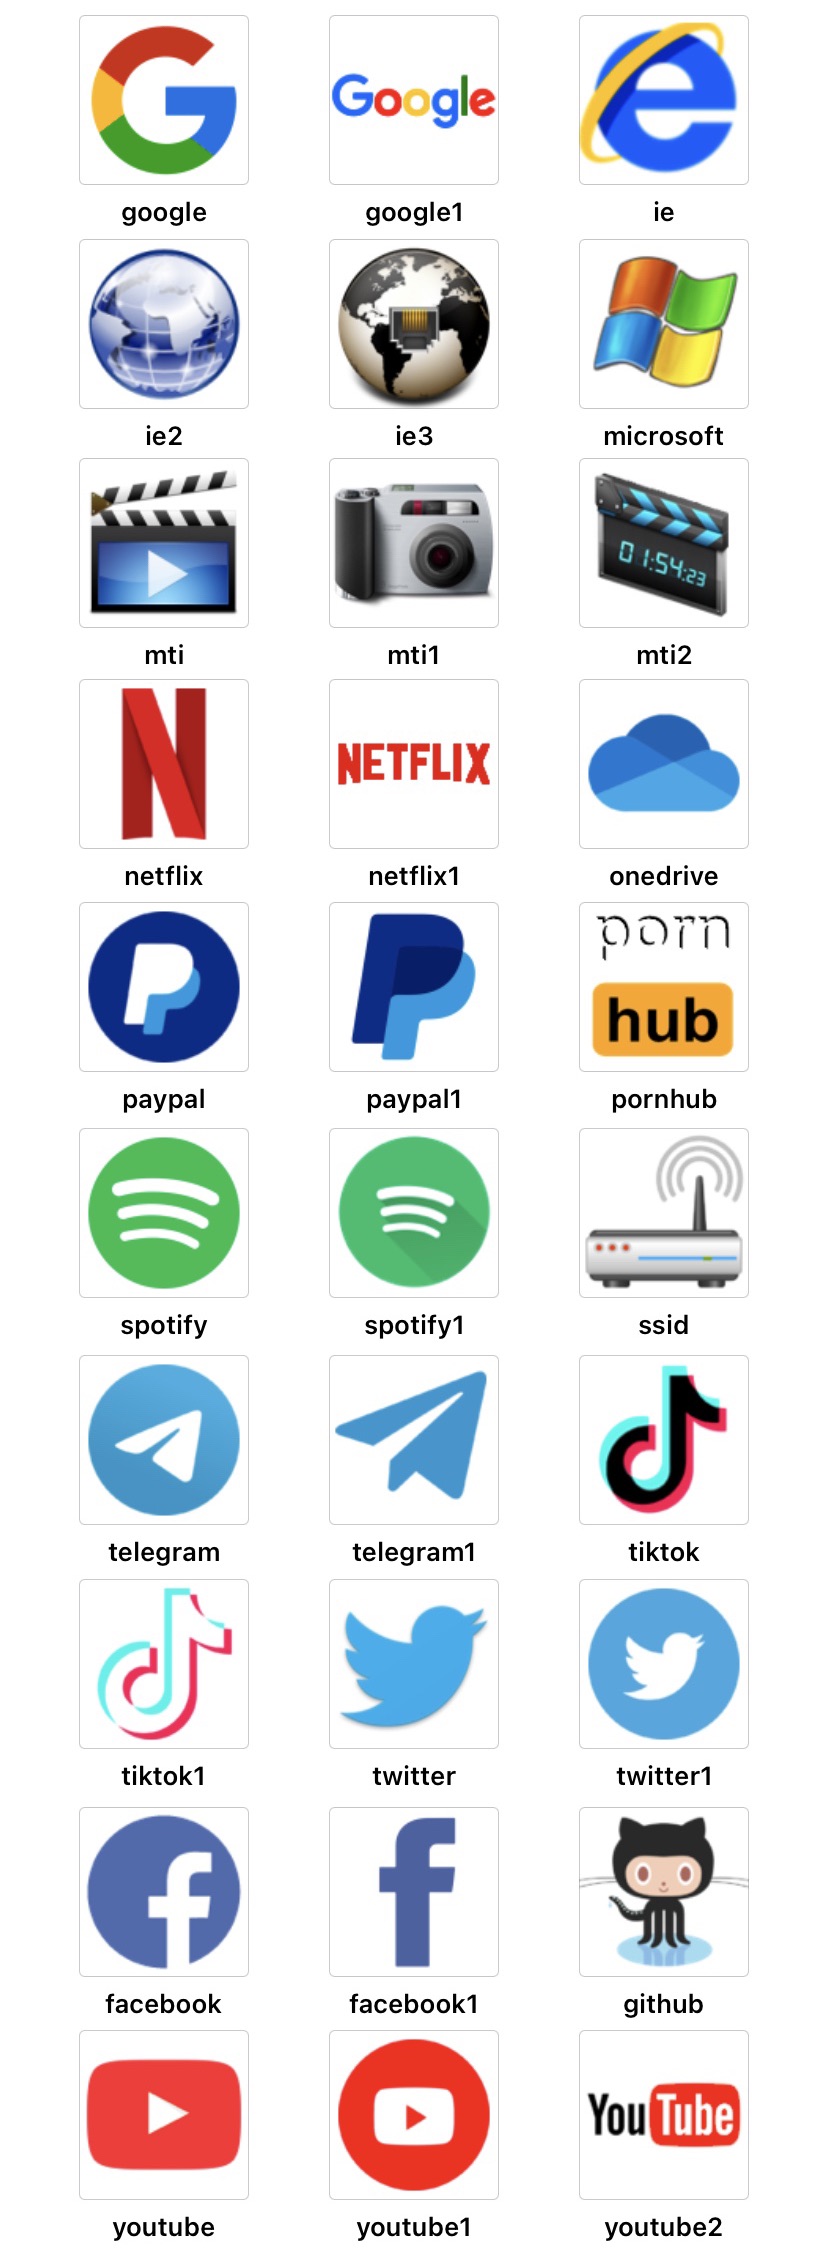 Google
google google1 ie
ie2 ie3 microsoft
01:54:23
mti mti1 mti2
NETFLIX
netflix netflix1 onedrive
porn
hub
paypal paypal1 pornhub
spotify spotify1 ssid
telegram telegram1 tiktok
tiktok1 twitter twitter1
facebook facebook1 github
YouTube
youtube youtube1 youtube2